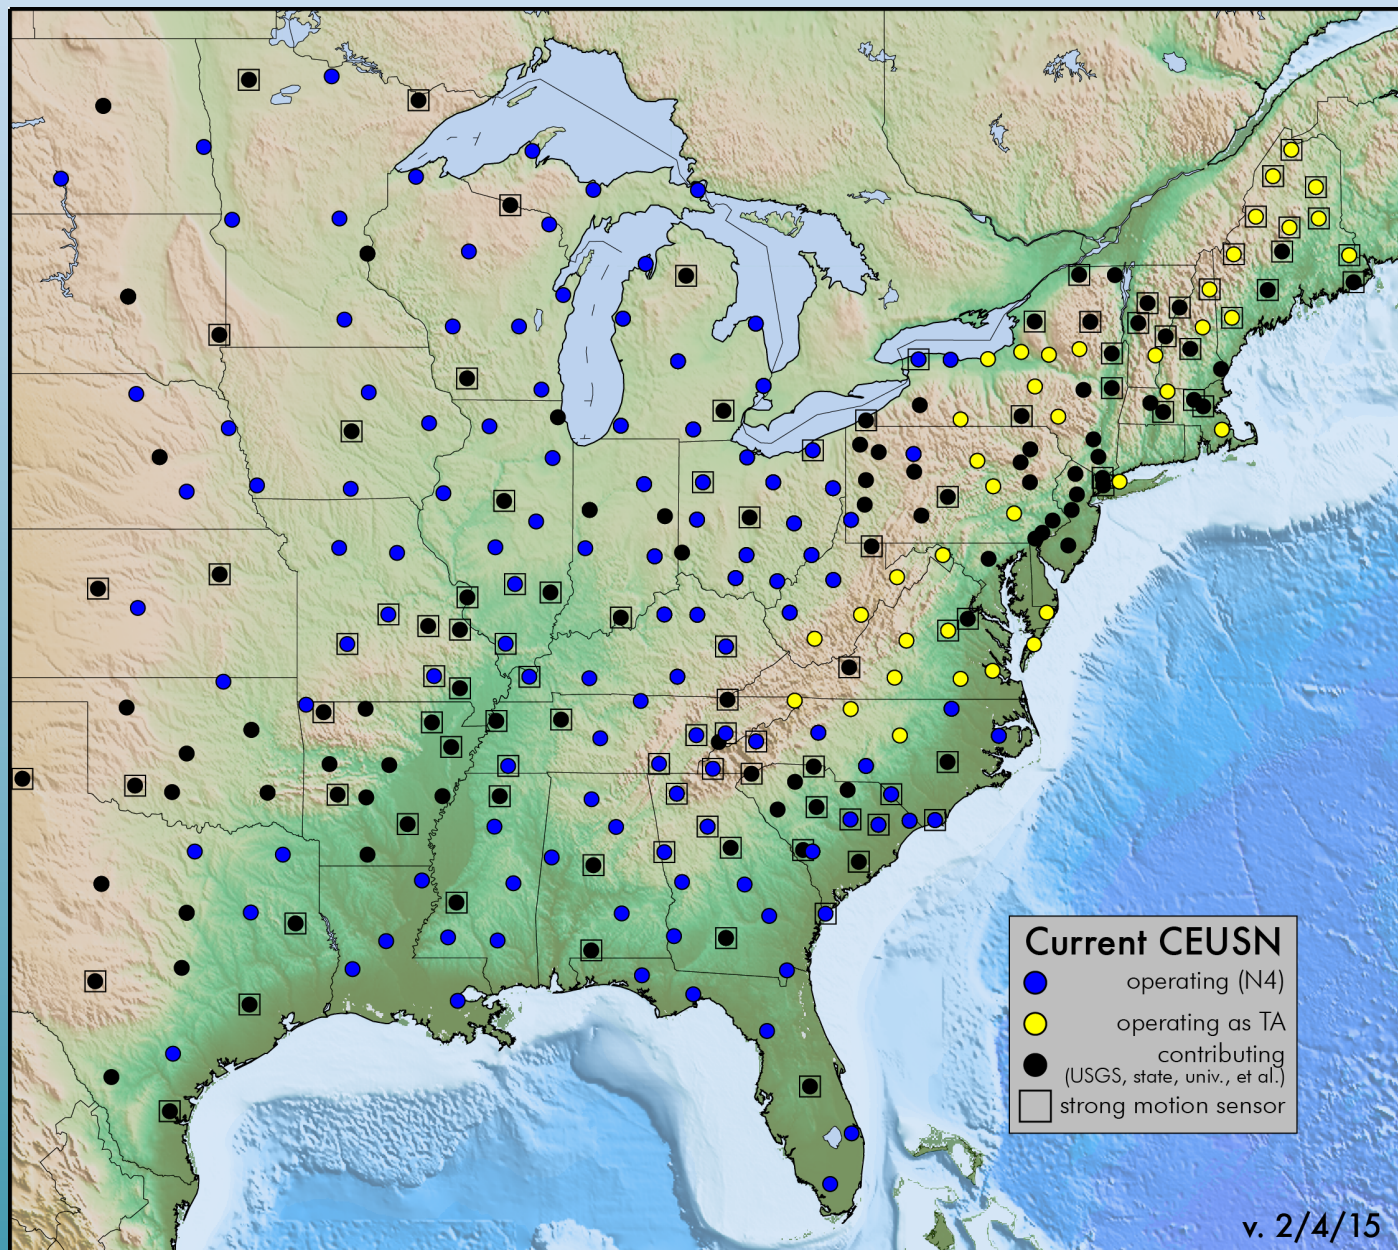 Current CEUSN
operating (N4)
operating as TA
contributing
(USGS, state, univ., et al.)
strong motion sensor
v. 2/4/15